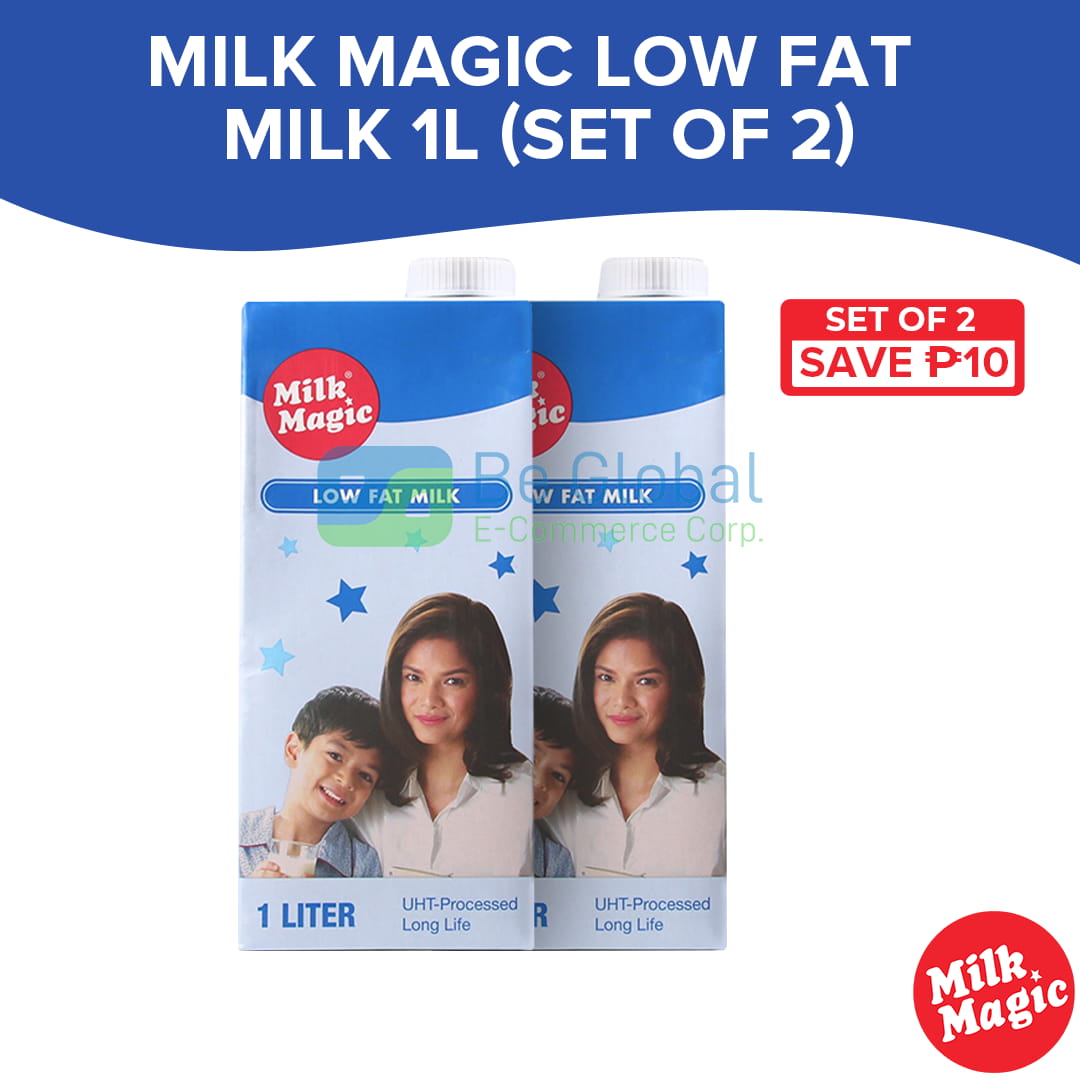 MILK MAGIC LOW FAT
MILK 1L (SET OF 2)
SET OF 2
SAVE ₱10
Milk®
Magic
LOW FAT MILK
1 LITER
UHT-Processed
Long Life
k®
gic
W FAT MILK
R
UHT-Processed
Long Life
Be Global
E-Commerce Corp.
Milk
Magic